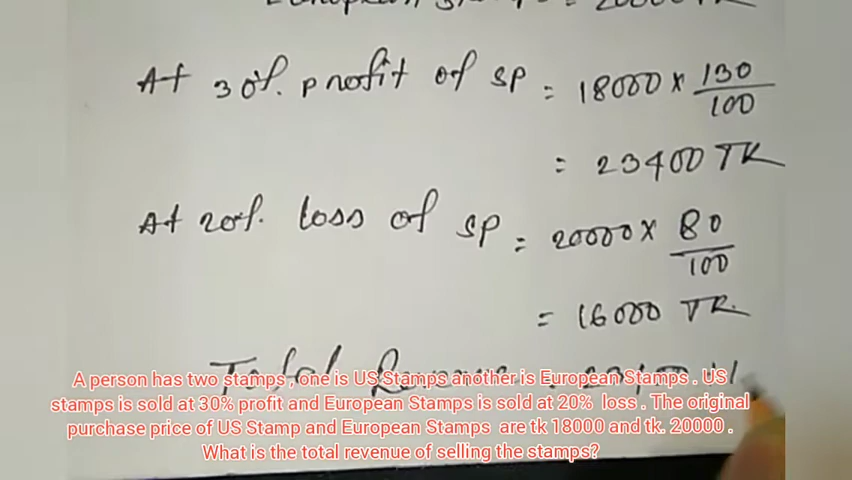 European
At 30% profit of SP = 18000 × 130/100
= 23400 TK
At 20% loss of SP = 20000 × 80/100
= 16000 TK.
Total Revenue
A person has two stamps , one is US Stamps another is European Stamps . US
stamps is sold at 30% profit and European Stamps is sold at 20% loss . The original
purchase price of US Stamp and European Stamps are tk 18000 and tk. 20000 .
What is the total revenue of selling the stamps?